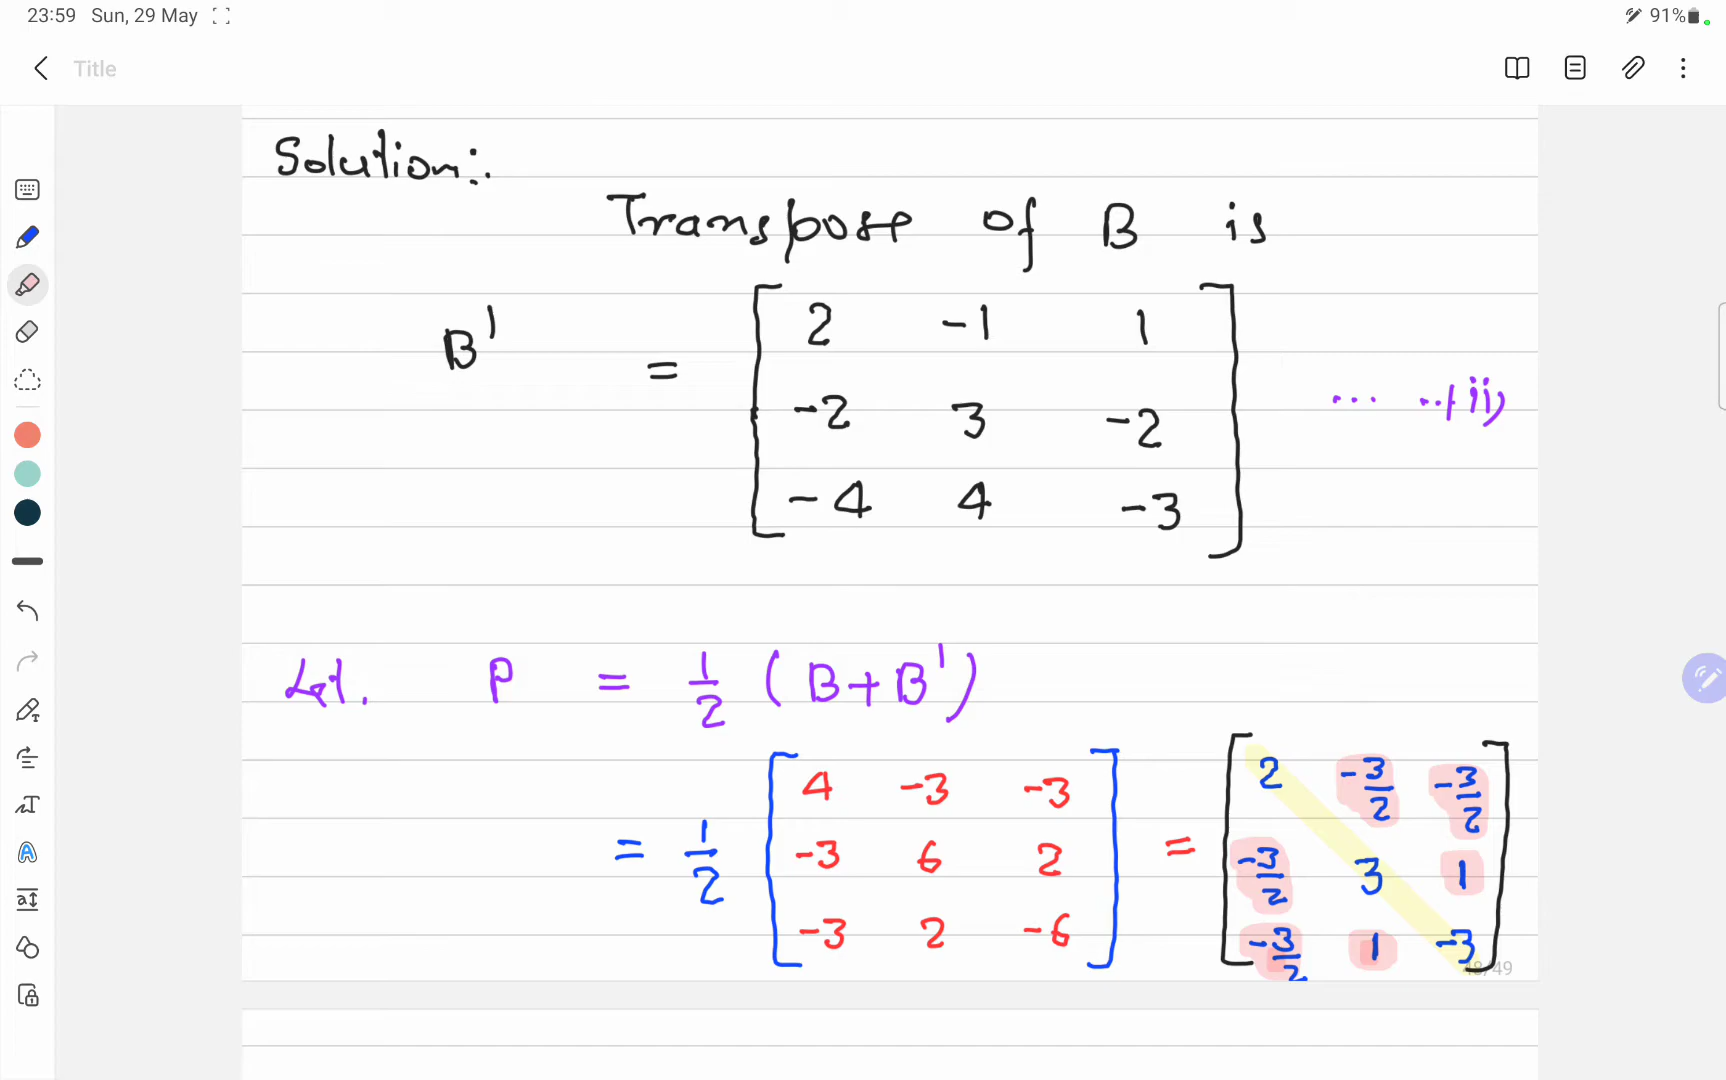 23:59 Sun, 29 May 91%
Title
Solution:.
Transpose of B is
B' = [ 2 -1 1
-2 3 -2
-4 4 -3 ] ... ..(ii)
Let. P = 1/2 (B+B')
= 1/2 [ 4 -3 -3
-3 6 2
-3 2 -6 ] = [ 2 -3/2 -3/2
-3/2 3 1
-3/2 1 -3 ]
48/49